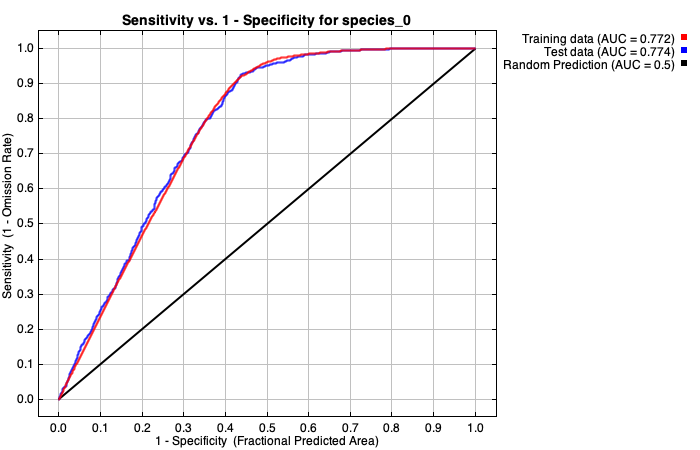 Sensitivity vs. 1 - Specificity for species_0
Training data (AUC = 0.772)
Test data (AUC = 0.774)
Random Prediction (AUC = 0.5)
Sensitivity (1 - Omission Rate)
1.0
0.9
0.8
0.7
0.6
0.5
0.4
0.3
0.2
0.1
0.0
0.0 0.1 0.2 0.3 0.4 0.5 0.6 0.7 0.8 0.9 1.0
1 - Specificity (Fractional Predicted Area)